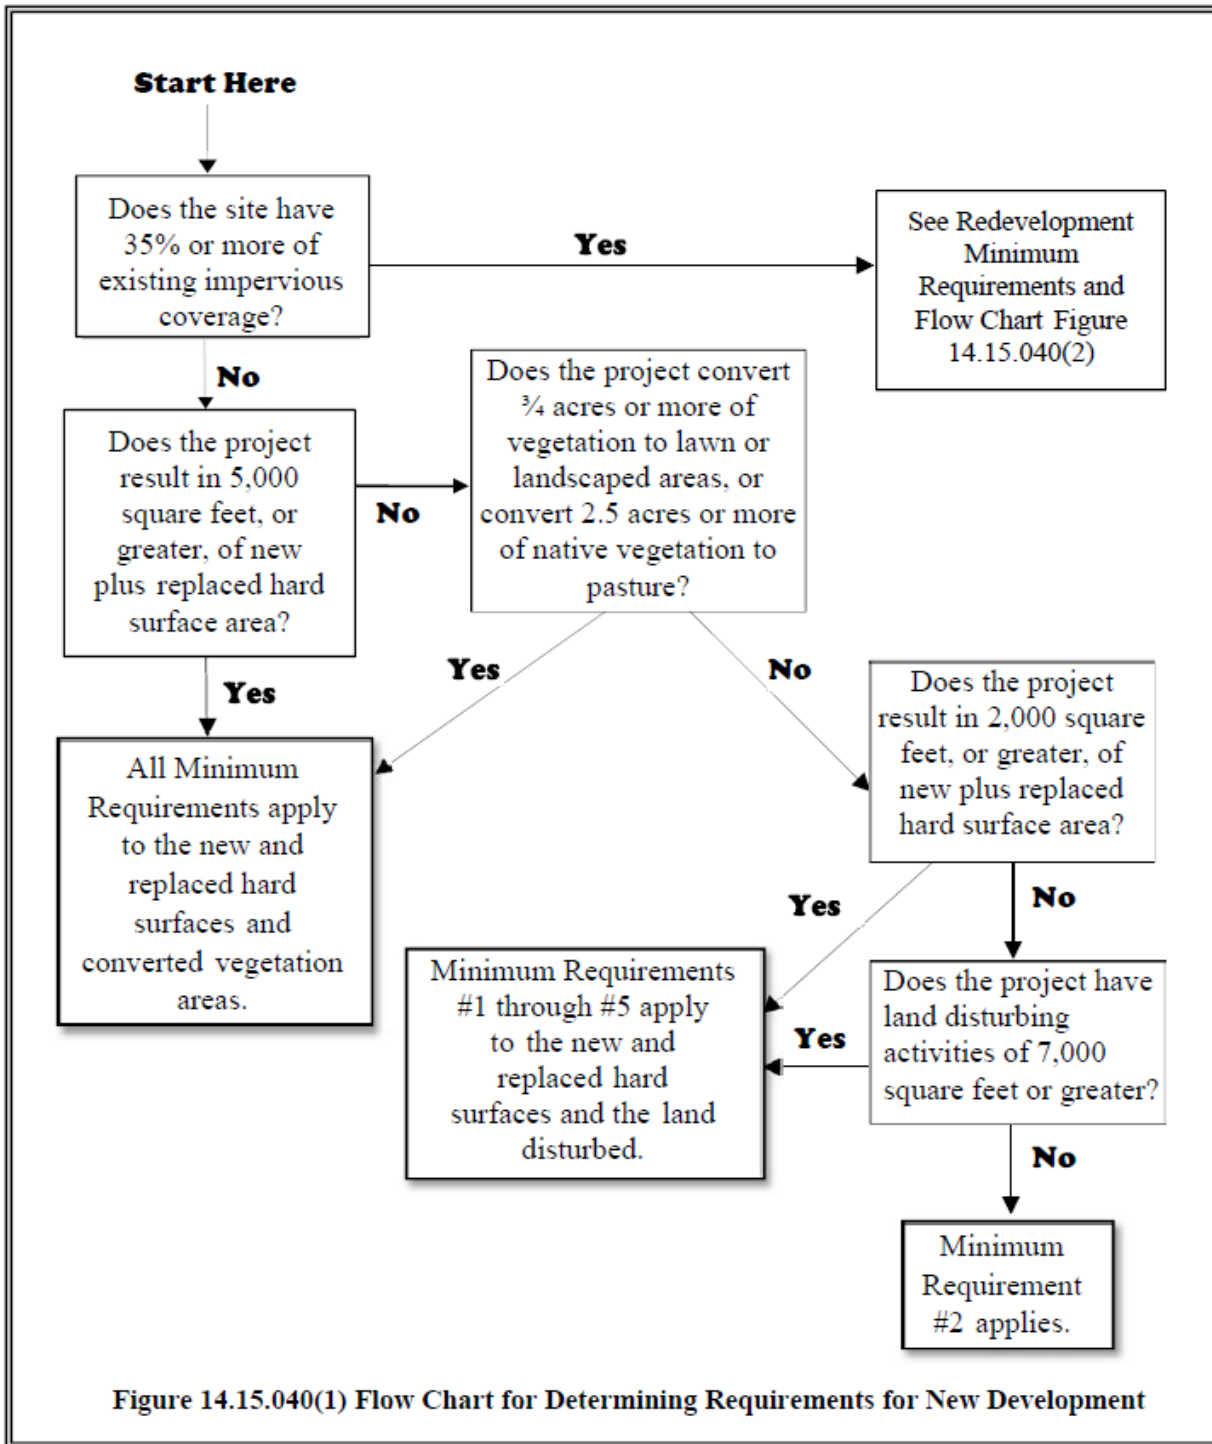 Start Here
Does the site have
35% or more of
existing impervious
coverage?
Yes
See Redevelopment
Minimum
Requirements and
Flow Chart Figure
14.15.040(2)
No
Does the project
result in 5,000
square feet, or
greater, of new
plus replaced hard
surface area?
No
Does the project convert
¾ acres or more of
vegetation to lawn or
landscaped areas, or
convert 2.5 acres or more
of native vegetation to
pasture?
Yes
Yes
No
All Minimum
Requirements apply
to the new and
replaced hard
surfaces and
converted vegetation
areas.
Does the project
result in 2,000 square
feet, or greater, of
new plus replaced
hard surface area?
Yes
No
Minimum Requirements
#1 through #5 apply
to the new and
replaced hard
surfaces and the land
disturbed.
Yes
Does the project have
land disturbing
activities of 7,000
square feet or greater?
No
Minimum
Requirement
#2 applies.
Figure 14.15.040(1) Flow Chart for Determining Requirements for New Development